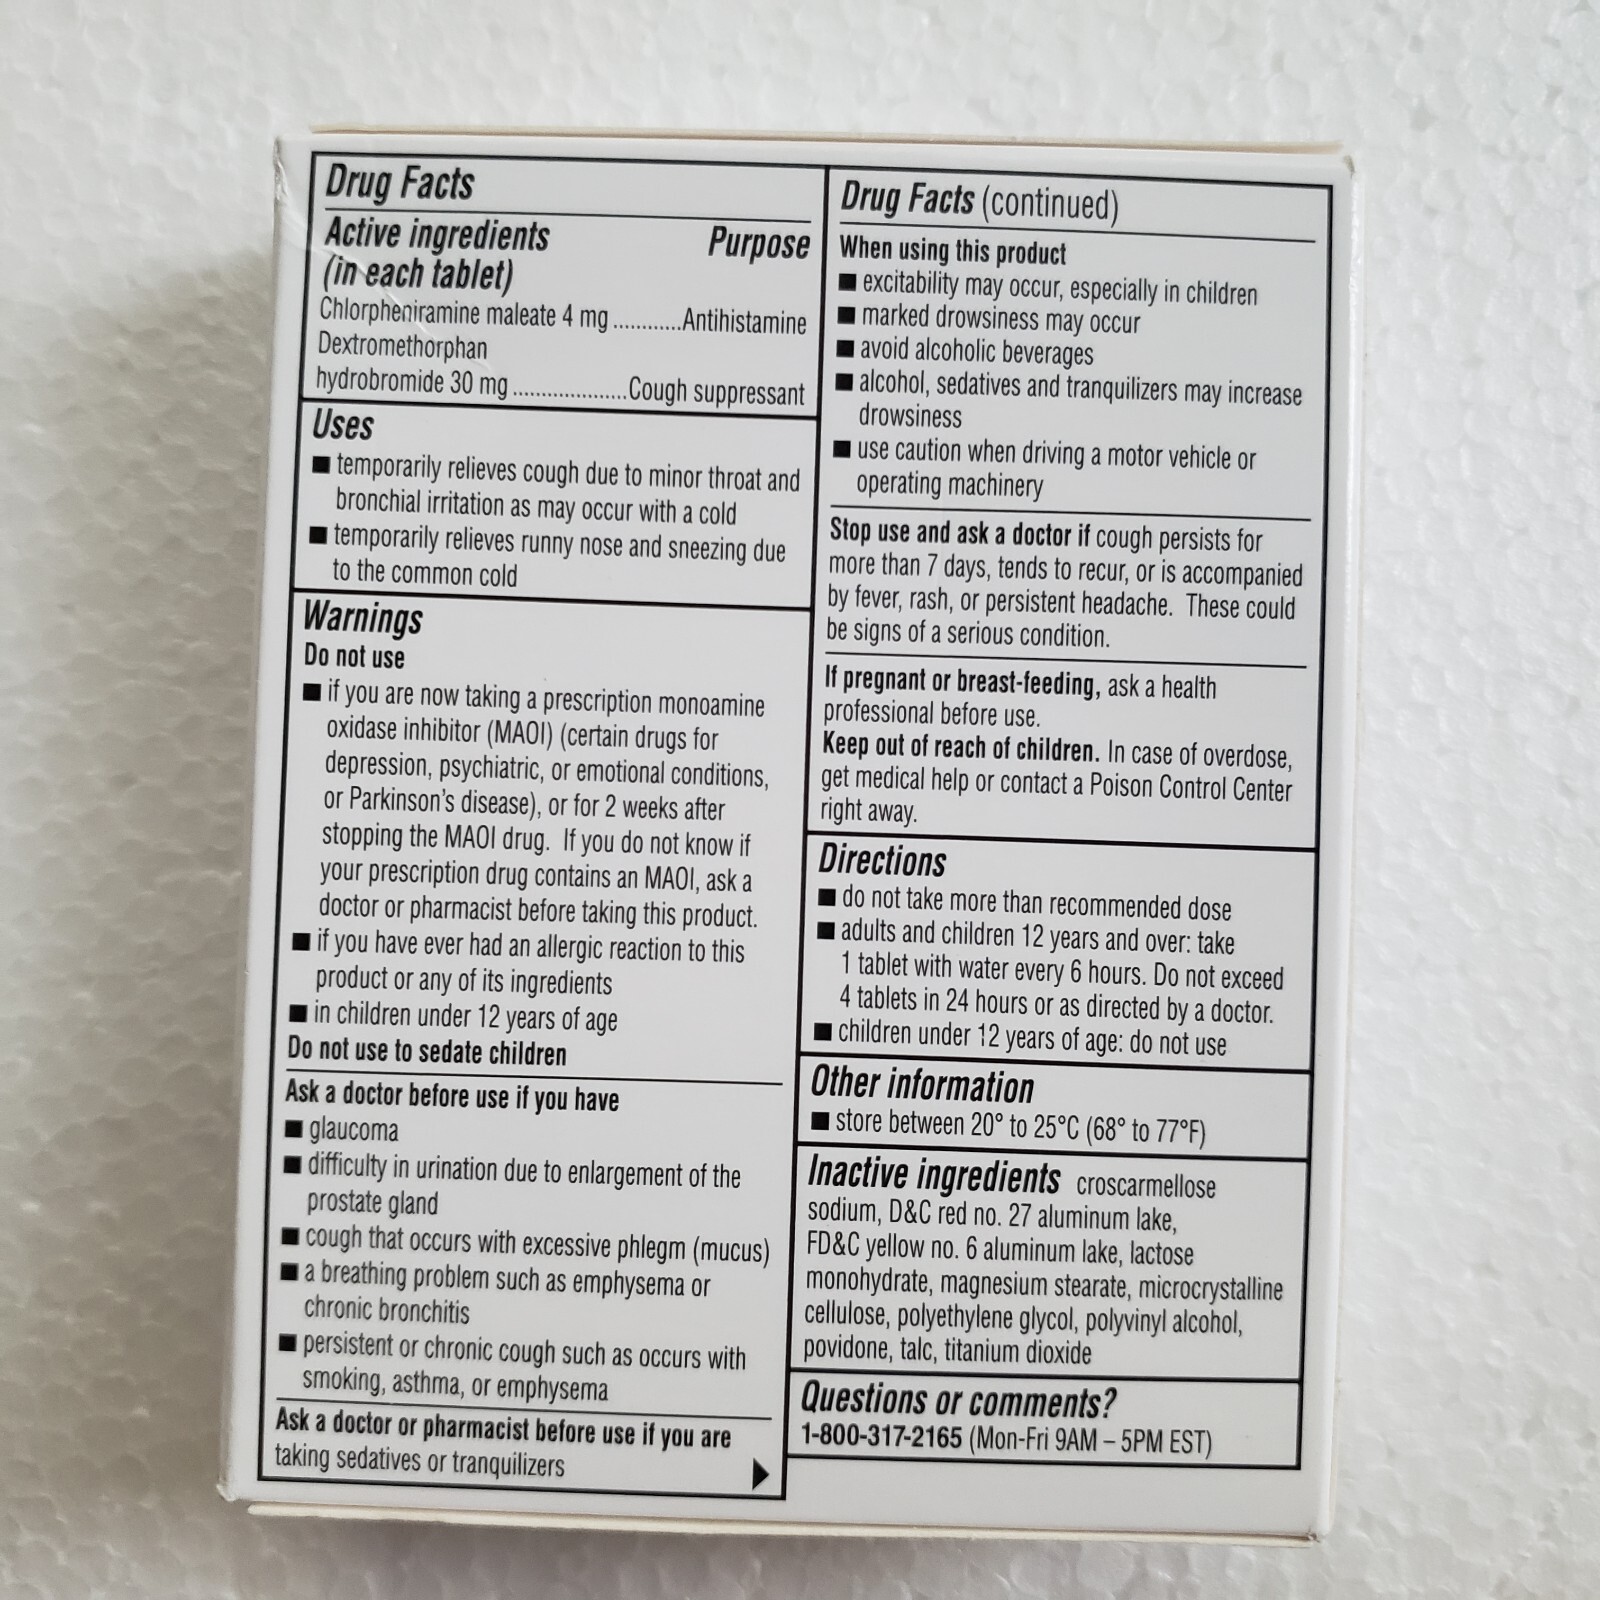 Drug Facts
Active ingredients Purpose
(in each tablet)
Chlorpheniramine maleate 4 mg ............Antihistamine
Dextromethorphan
hydrobromide 30 mg ....................Cough suppressant
Uses
■ temporarily relieves cough due to minor throat and
bronchial irritation as may occur with a cold
■ temporarily relieves runny nose and sneezing due
to the common cold
Warnings
Do not use
■ if you are now taking a prescription monoamine
oxidase inhibitor (MAOI) (certain drugs for
depression, psychiatric, or emotional conditions,
or Parkinson's disease), or for 2 weeks after
stopping the MAOI drug. If you do not know if
your prescription drug contains an MAOI, ask a
doctor or pharmacist before taking this product.
■ if you have ever had an allergic reaction to this
product or any of its ingredients
■ in children under 12 years of age
Do not use to sedate children
Ask a doctor before use if you have
■ glaucoma
■ difficulty in urination due to enlargement of the
prostate gland
■ cough that occurs with excessive phlegm (mucus)
■ a breathing problem such as emphysema or
chronic bronchitis
■ persistent or chronic cough such as occurs with
smoking, asthma, or emphysema
Ask a doctor or pharmacist before use if you are
taking sedatives or tranquilizers
Drug Facts (continued)
When using this product
■ excitability may occur, especially in children
■ marked drowsiness may occur
■ avoid alcoholic beverages
■ alcohol, sedatives and tranquilizers may increase
drowsiness
■ use caution when driving a motor vehicle or
operating machinery
Stop use and ask a doctor if cough persists for
more than 7 days, tends to recur, or is accompanied
by fever, rash, or persistent headache. These could
be signs of a serious condition.
If pregnant or breast-feeding, ask a health
professional before use.
Keep out of reach of children. In case of overdose,
get medical help or contact a Poison Control Center
right away.
Directions
■ do not take more than recommended dose
■ adults and children 12 years and over: take
1 tablet with water every 6 hours. Do not exceed
4 tablets in 24 hours or as directed by a doctor.
■ children under 12 years of age: do not use
Other information
■ store between 20° to 25°C (68° to 77°F)
Inactive ingredients croscarmellose
sodium, D&C red no. 27 aluminum lake,
FD&C yellow no. 6 aluminum lake, lactose
monohydrate, magnesium stearate, microcrystalline
cellulose, polyethylene glycol, polyvinyl alcohol,
povidone, talc, titanium dioxide
Questions or comments?
1-800-317-2165 (Mon-Fri 9AM – 5PM EST)